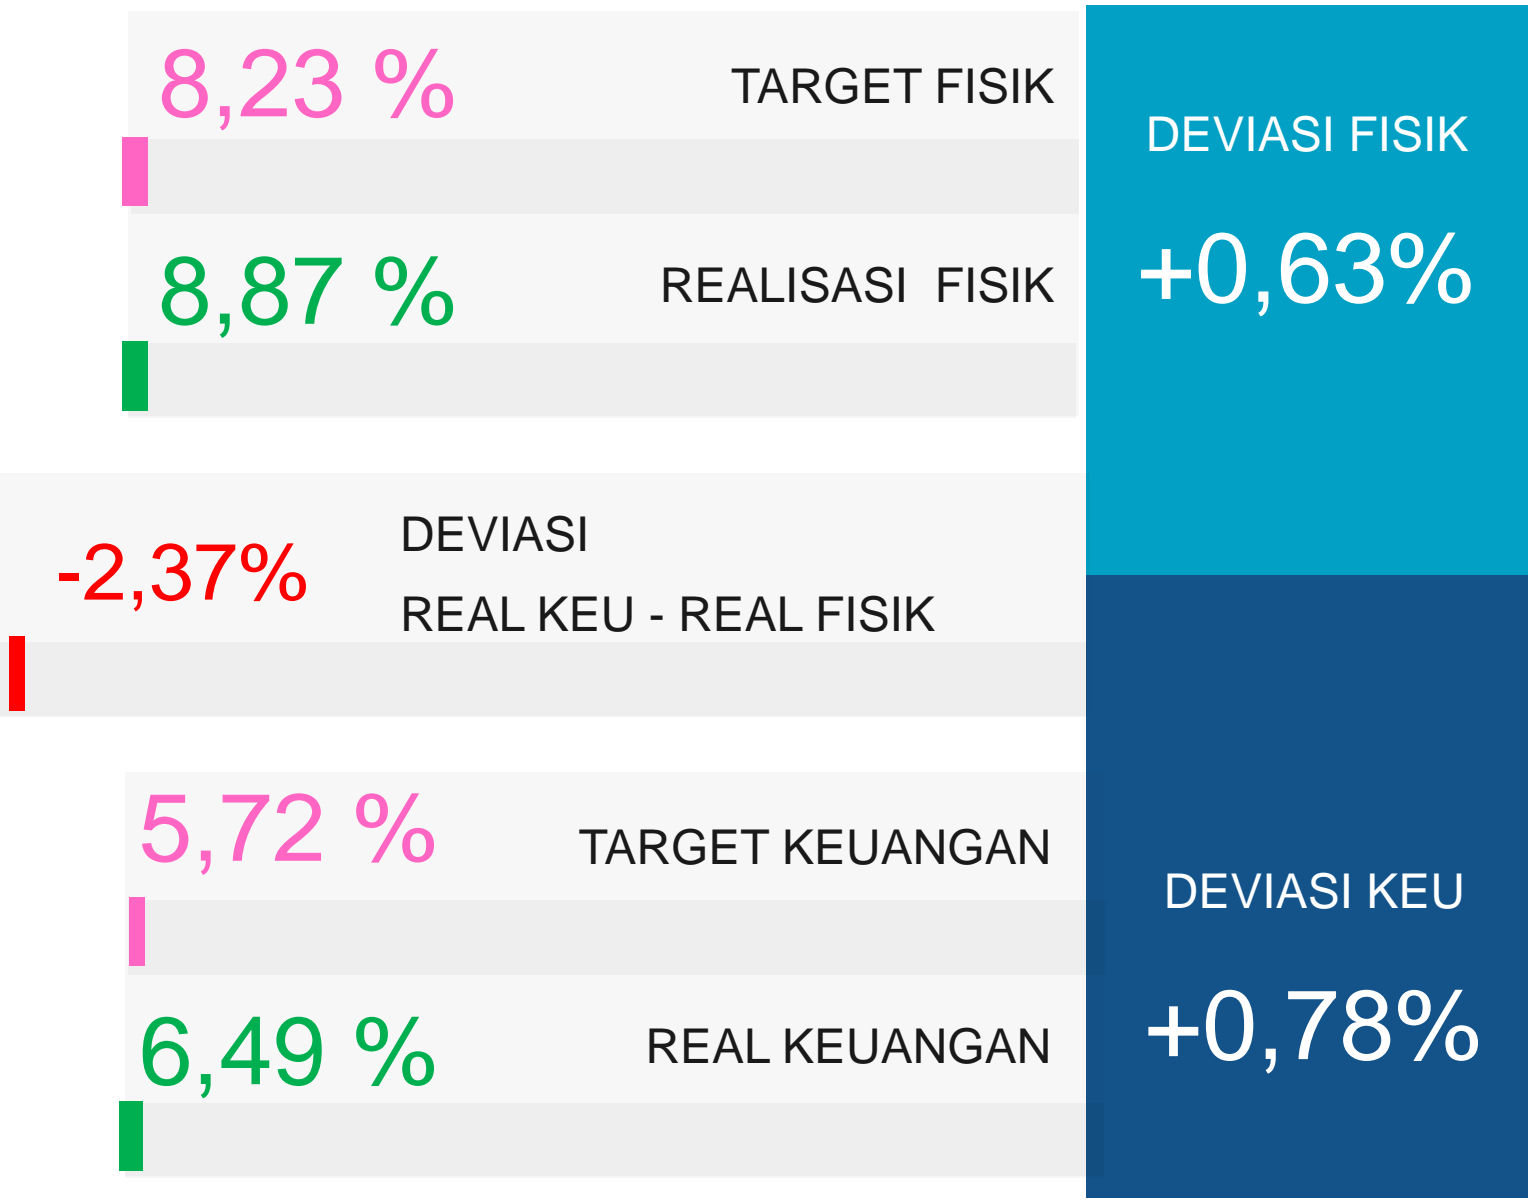 8,23 %
TARGET FISIK
8,87 %
REALISASI FISIK
DEVIASI FISIK
+0,63%
-2,37%
DEVIASI
REAL KEU - REAL FISIK
5,72 %
TARGET KEUANGAN
6,49 %
REAL KEUANGAN
DEVIASI KEU
+0,78%